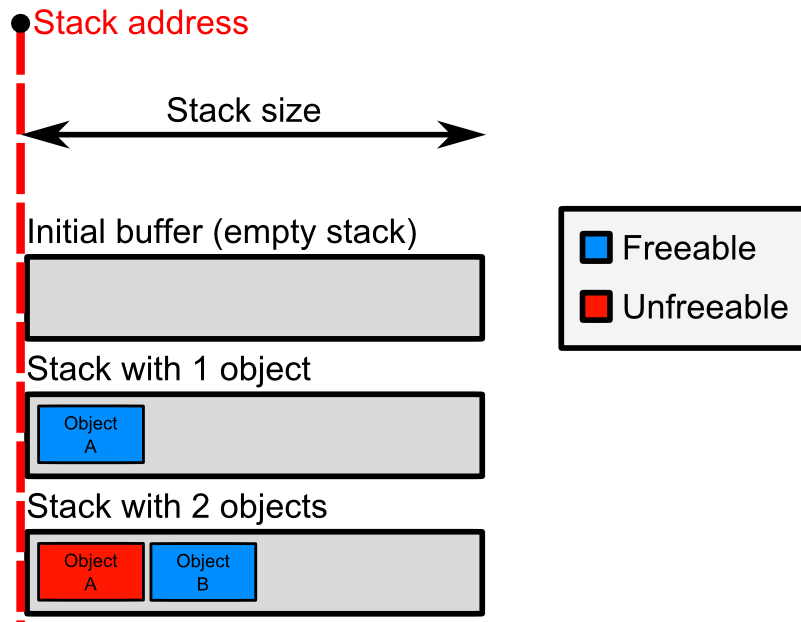 Stack address
Stack size
Initial buffer (empty stack)
Freeable
Unfreeable
Stack with 1 object
Object
A
Stack with 2 objects
Object
A
Object
B